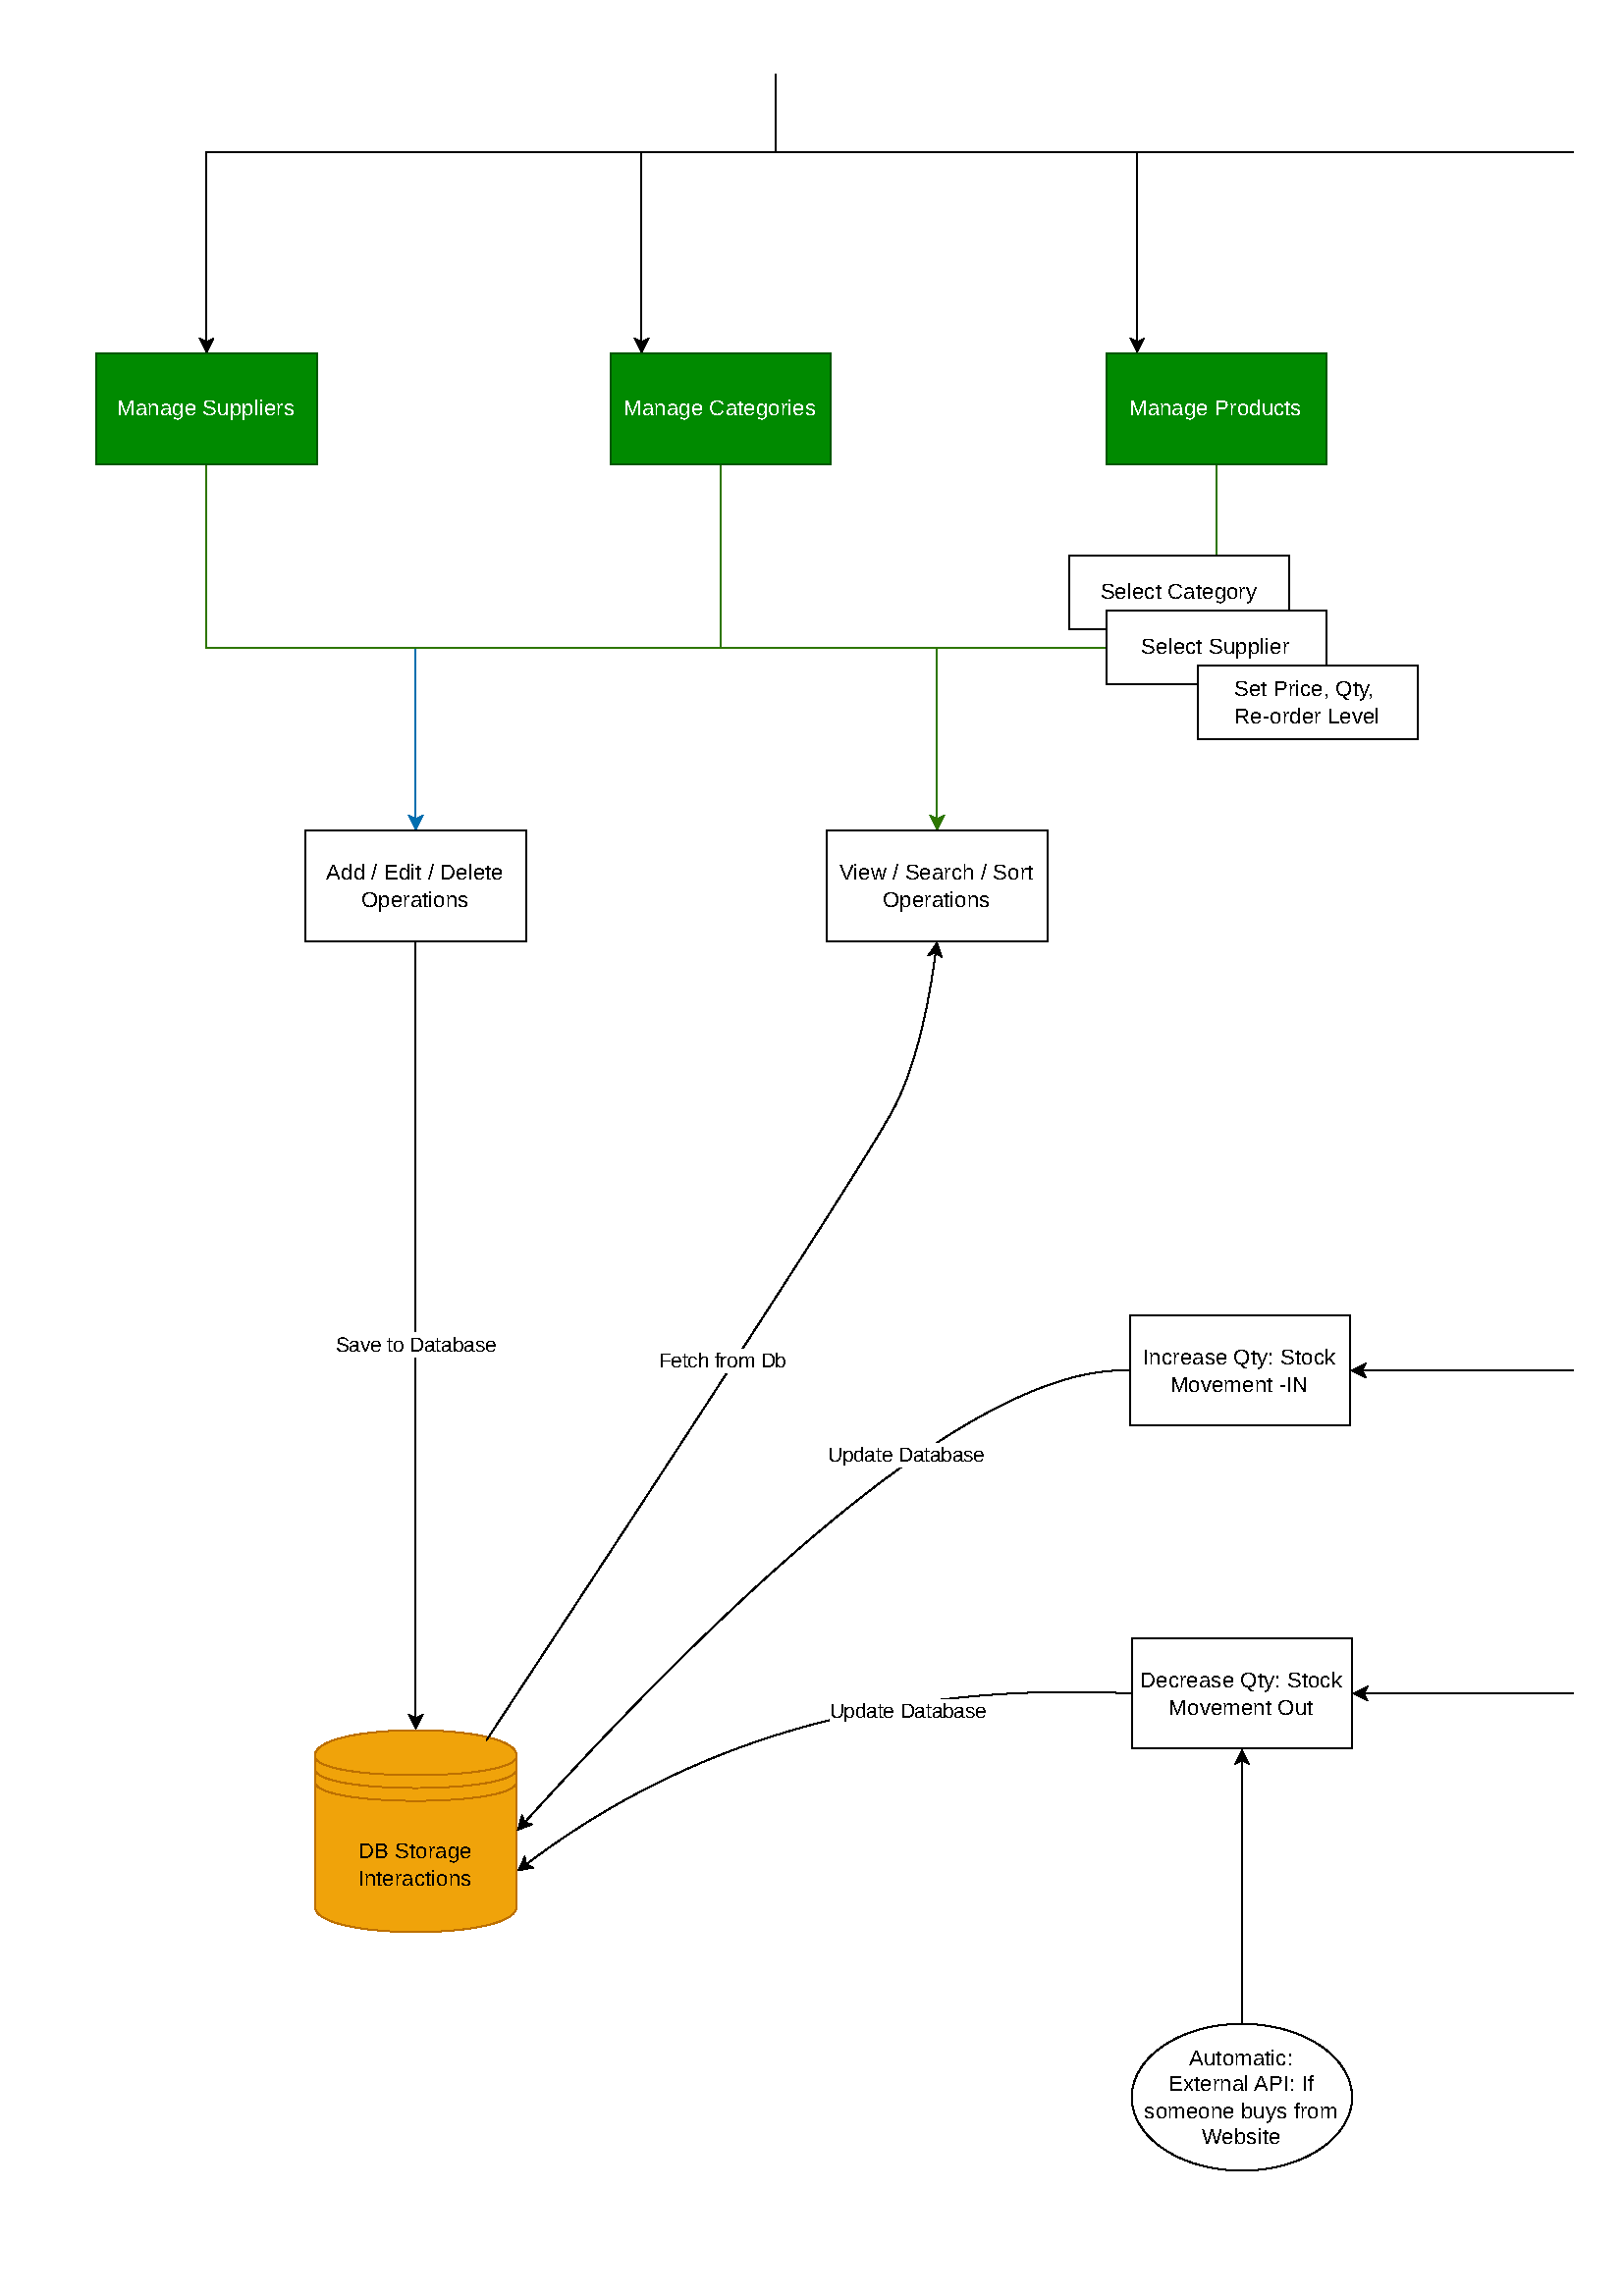 Manage Suppliers
Manage Categories
Manage Products
Select Category
Select Supplier
Set Price, Qty,
Re-order Level
Add / Edit / Delete
Operations
View / Search / Sort
Operations
Save to Database
Fetch from Db
Increase Qty: Stock
Movement -IN
Update Database
Decrease Qty: Stock
Movement Out
Update Database
DB Storage
Interactions
Automatic:
External API: If
someone buys from
Website